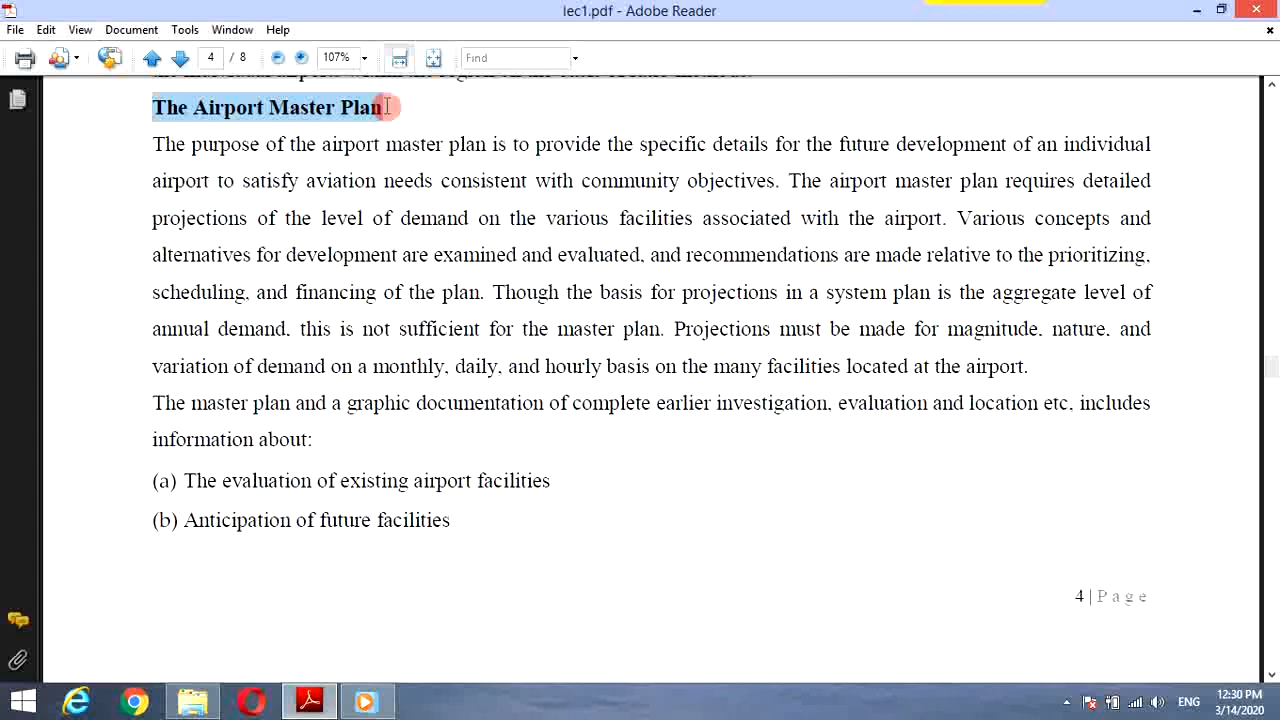 lec1.pdf - Adobe Reader
File Edit View Document Tools Window Help
4 / 8 107% Find
The Airport Master Plan
The purpose of the airport master plan is to provide the specific details for the future development of an individual
airport to satisfy aviation needs consistent with community objectives. The airport master plan requires detailed
projections of the level of demand on the various facilities associated with the airport. Various concepts and
alternatives for development are examined and evaluated, and recommendations are made relative to the prioritizing,
scheduling, and financing of the plan. Though the basis for projections in a system plan is the aggregate level of
annual demand, this is not sufficient for the master plan. Projections must be made for magnitude, nature, and
variation of demand on a monthly, daily, and hourly basis on the many facilities located at the airport.
The master plan and a graphic documentation of complete earlier investigation, evaluation and location etc, includes
information about:
(a) The evaluation of existing airport facilities
(b) Anticipation of future facilities
4 | P a g e
ENG
12:30 PM
3/14/2020